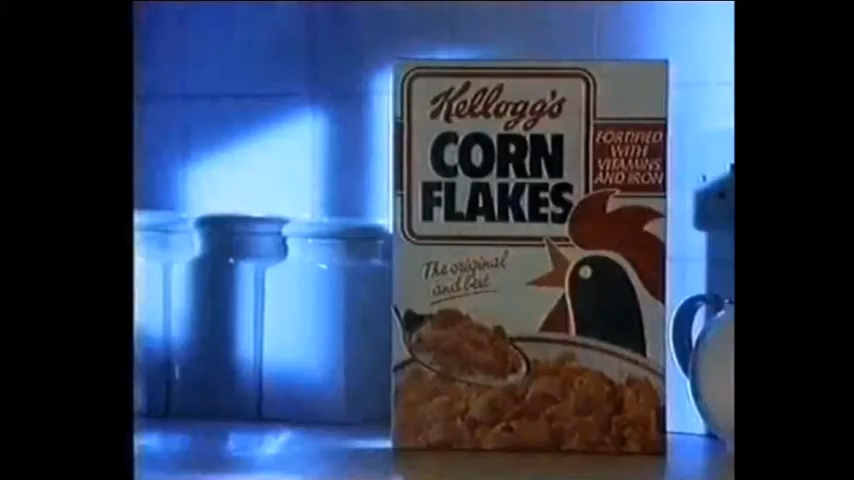 Kellogg's
CORN
FLAKES
FORTIFIED
WITH
VITAMINS
AND IRON
The original
and best